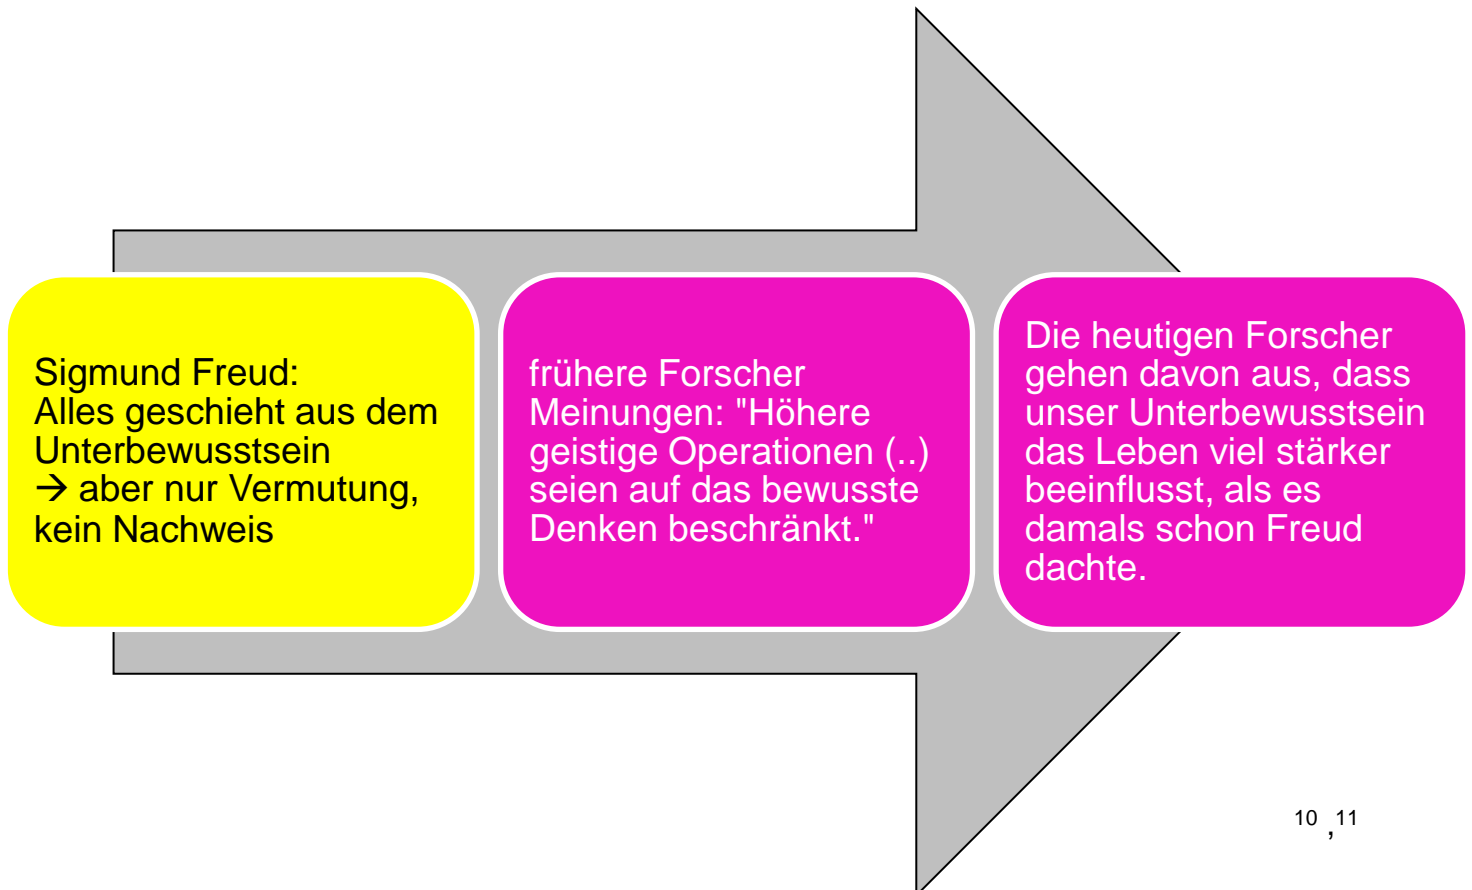 Sigmund Freud:
Alles geschieht aus dem
Unterbewusstsein
→ aber nur Vermutung,
kein Nachweis
frühere Forscher
Meinungen: "Höhere
geistige Operationen (..)
seien auf das bewusste
Denken beschränkt."
Die heutigen Forscher
gehen davon aus, dass
unser Unterbewusstsein
das Leben viel stärker
beeinflusst, als es
damals schon Freud
dachte.
10 ,11